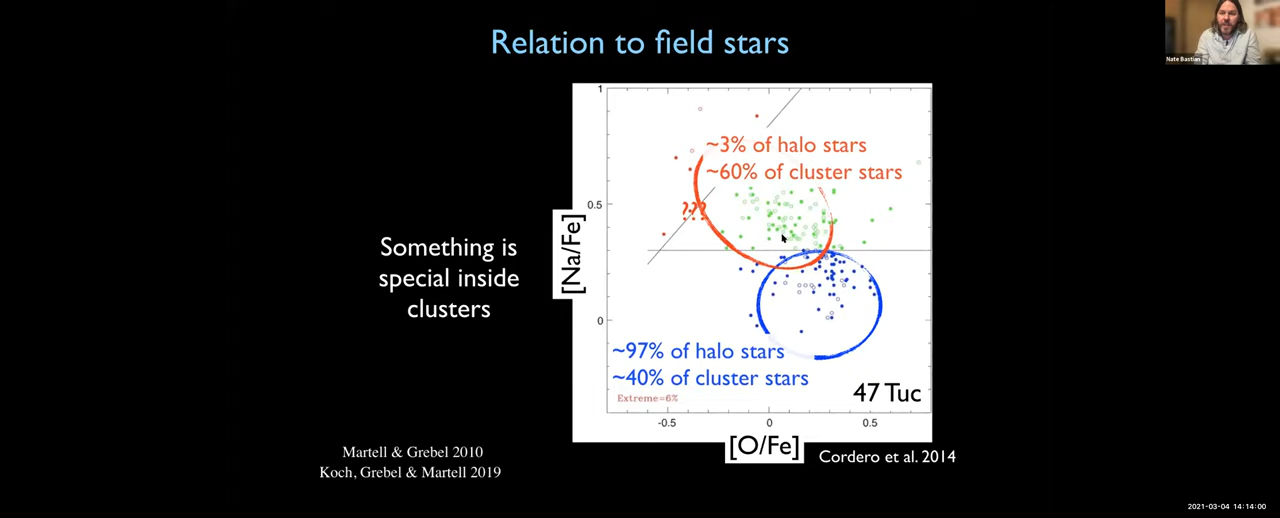 Relation to field stars
Nate Bastian
1
~3% of halo stars
~60% of cluster stars
0.5
???
[Na/Fe]
Something is
special inside
clusters
0
~97% of halo stars
~40% of cluster stars
47 Tuc
Extreme=6%
-0.5
0
0.5
[O/Fe]
Martell & Grebel 2010
Koch, Grebel & Martell 2019
Cordero et al. 2014
2021-03-04 14:14:00